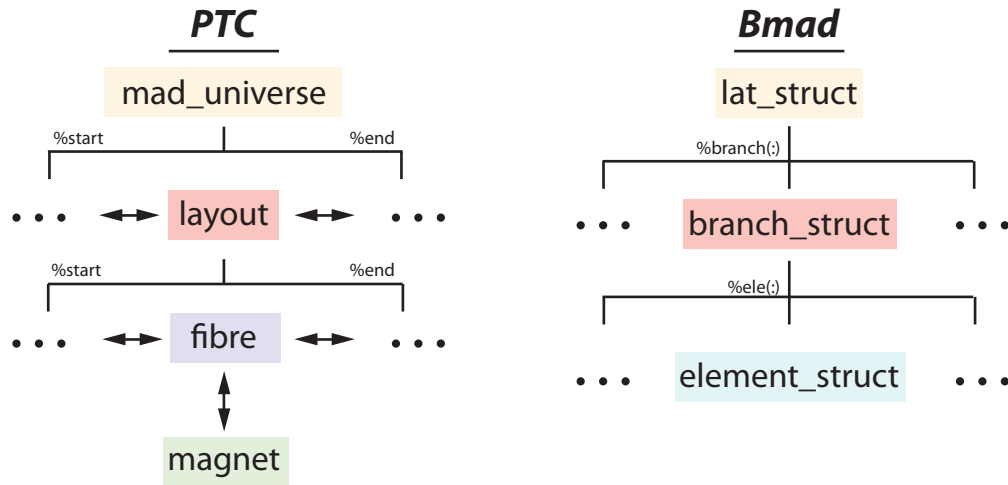 PTC
mad_universe
%start
%end
• • •
layout
• • •
%start
%end
• • •
fibre
• • •
magnet
Bmad
lat_struct
%branch(:)
• • •
branch_struct
• • •
%ele(:)
• • •
element_struct
• • •